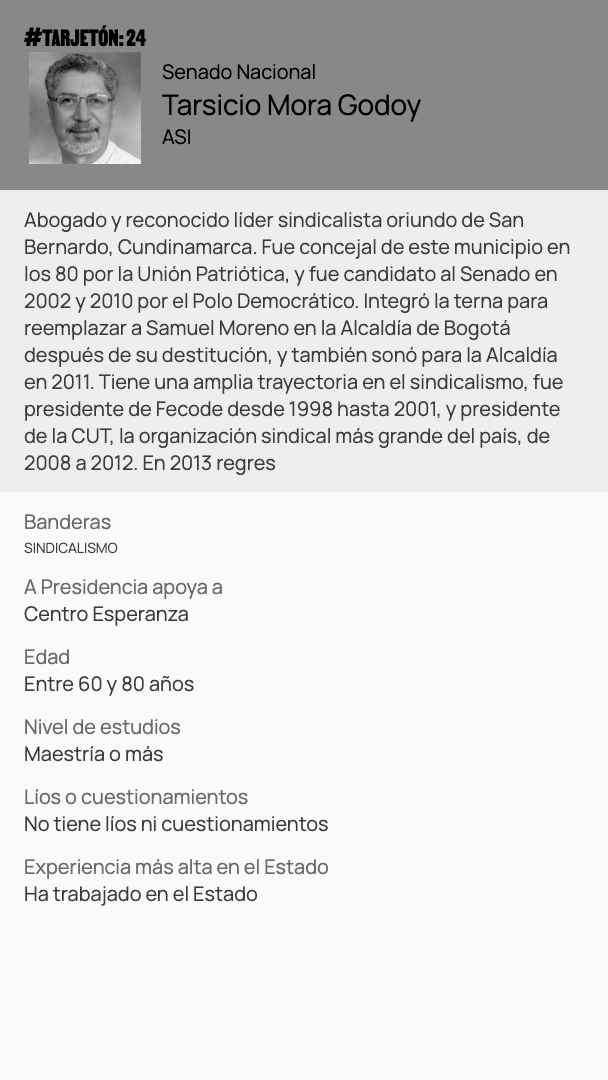 #TARJETÓN: 24
Senado Nacional
Tarsicio Mora Godoy
ASI
Abogado y reconocido líder sindicalista oriundo de San
Bernardo, Cundinamarca. Fue concejal de este municipio en
los 80 por la Unión Patriótica, y fue candidato al Senado en
2002 y 2010 por el Polo Democrático. Integró la terna para
reemplazar a Samuel Moreno en la Alcaldía de Bogotá
después de su destitución, y también sonó para la Alcaldía
en 2011. Tiene una amplia trayectoria en el sindicalismo, fue
presidente de Fecode desde 1998 hasta 2001, y presidente
de la CUT, la organización sindical más grande del país, de
2008 a 2012. En 2013 regres
Banderas
SINDICALISMO
A Presidencia apoya a
Centro Esperanza
Edad
Entre 60 y 80 años
Nivel de estudios
Maestría o más
Líos o cuestionamientos
No tiene líos ni cuestionamientos
Experiencia más alta en el Estado
Ha trabajado en el Estado